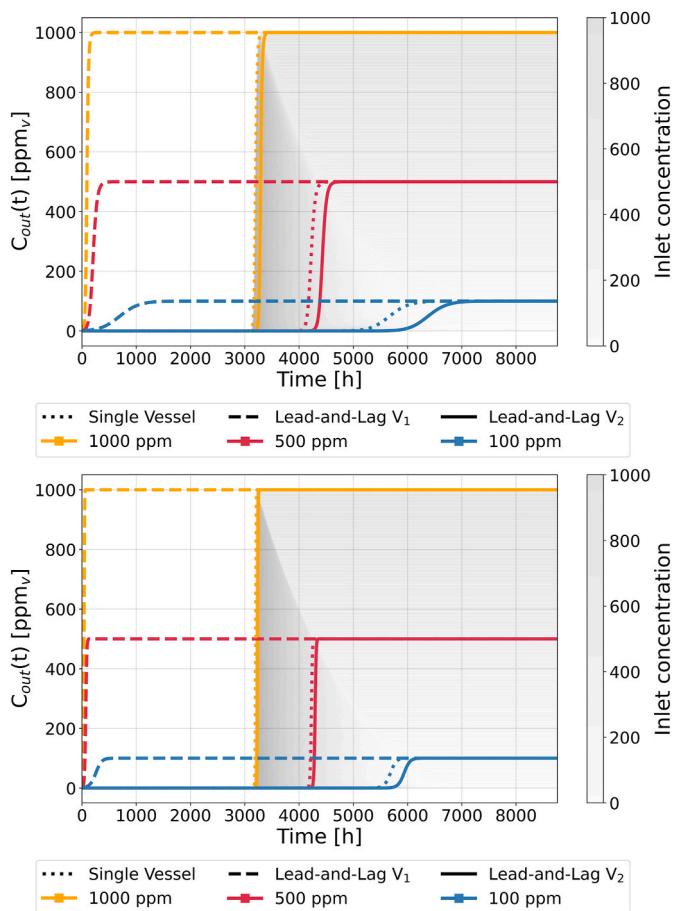 1000
800
600
400
200
0
C_out(t) [ppm_v]
0 1000 2000 3000 4000 5000 6000 7000 8000
Time [h]
1000
800
600
400
200
0
Inlet concentration
Single Vessel Lead-and-Lag V₁ Lead-and-Lag V₂
1000 ppm 500 ppm 100 ppm
1000
800
600
400
200
0
C_out(t) [ppm_v]
0 1000 2000 3000 4000 5000 6000 7000 8000
Time [h]
1000
800
600
400
200
0
Inlet concentration
Single Vessel Lead-and-Lag V₁ Lead-and-Lag V₂
1000 ppm 500 ppm 100 ppm